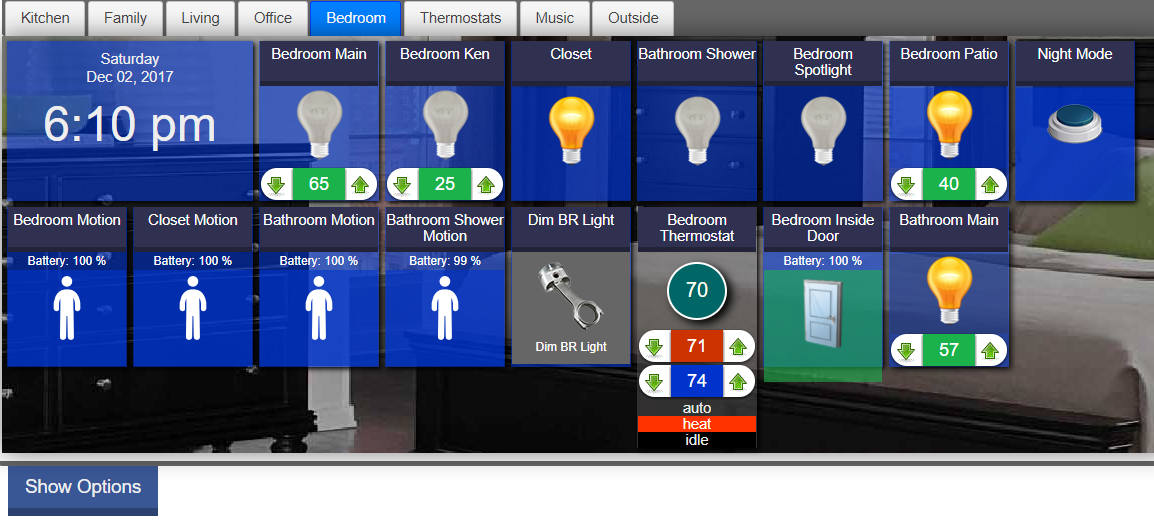 Kitchen
Family
Living
Office
Bedroom
Thermostats
Music
Outside
Saturday
Dec 02, 2017
6:10 pm
Bedroom Main
65
Bedroom Ken
25
Closet
Bathroom Shower
Bedroom
Spotlight
Bedroom Patio
40
Night Mode
Bedroom Motion
Battery: 100 %
Closet Motion
Battery: 100 %
Bathroom Motion
Battery: 100 %
Bathroom Shower
Motion
Battery: 99 %
Dim BR Light
Dim BR Light
Bedroom
Thermostat
70
71
74
auto
heat
idle
Bedroom Inside
Door
Battery: 100 %
Bathroom Main
57
Show Options